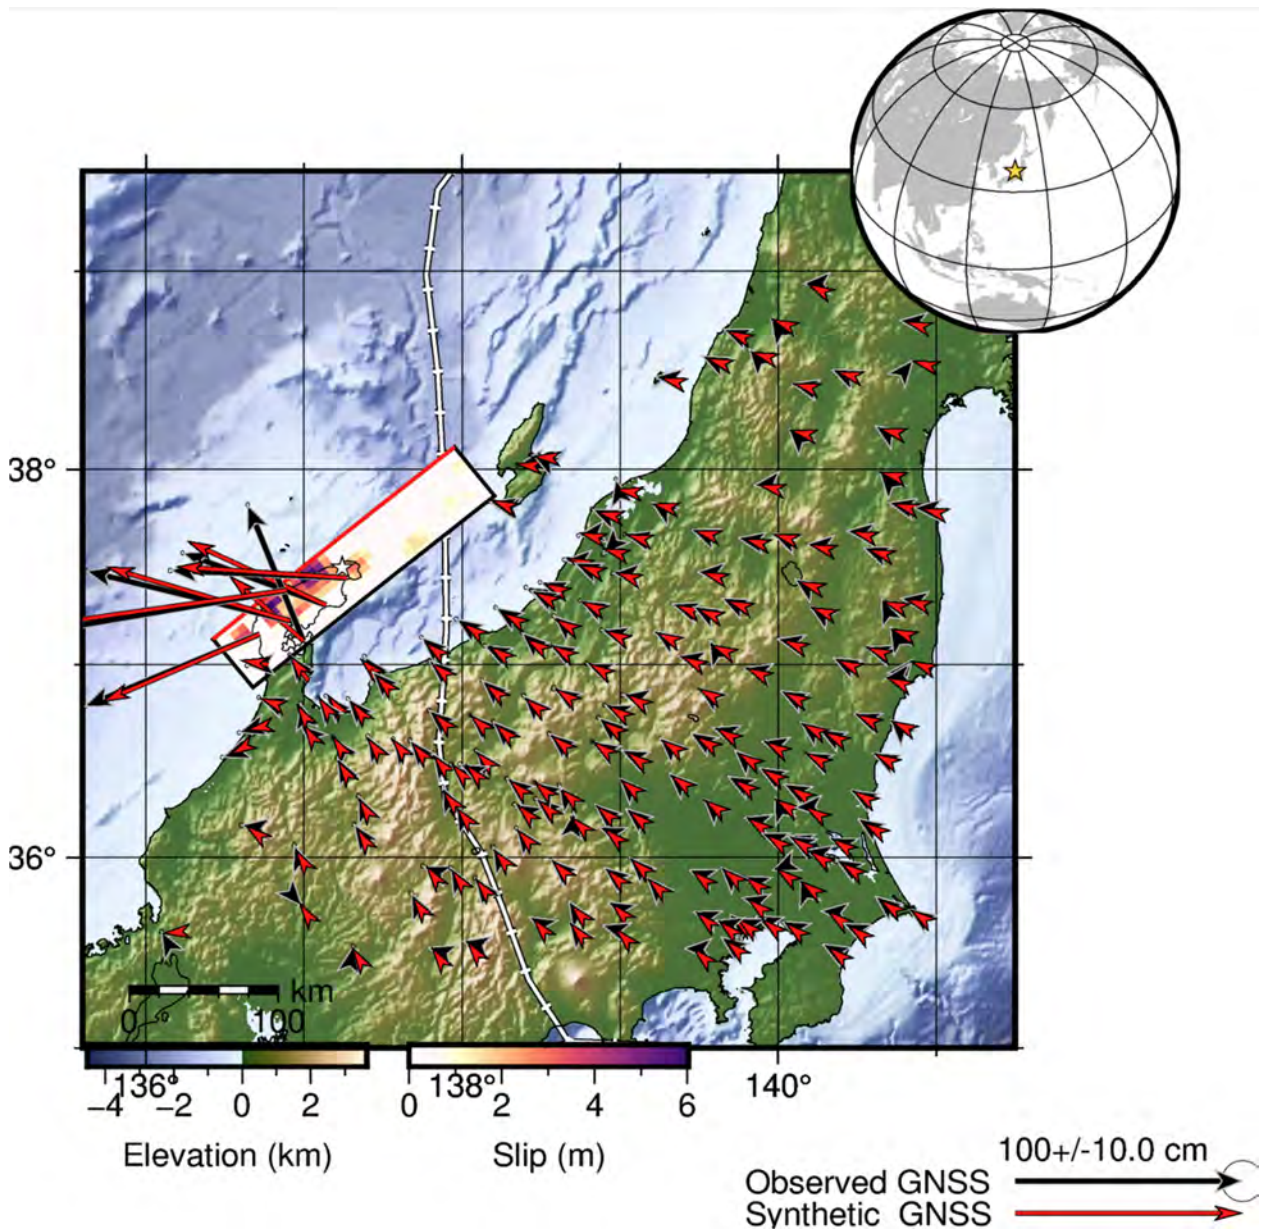 38°
36°
km
0 100
136° 138° 140°
−4 −2 0 2
0 2 4 6
Elevation (km)
Slip (m)
100+/-10.0 cm
Observed GNSS
Synthetic GNSS